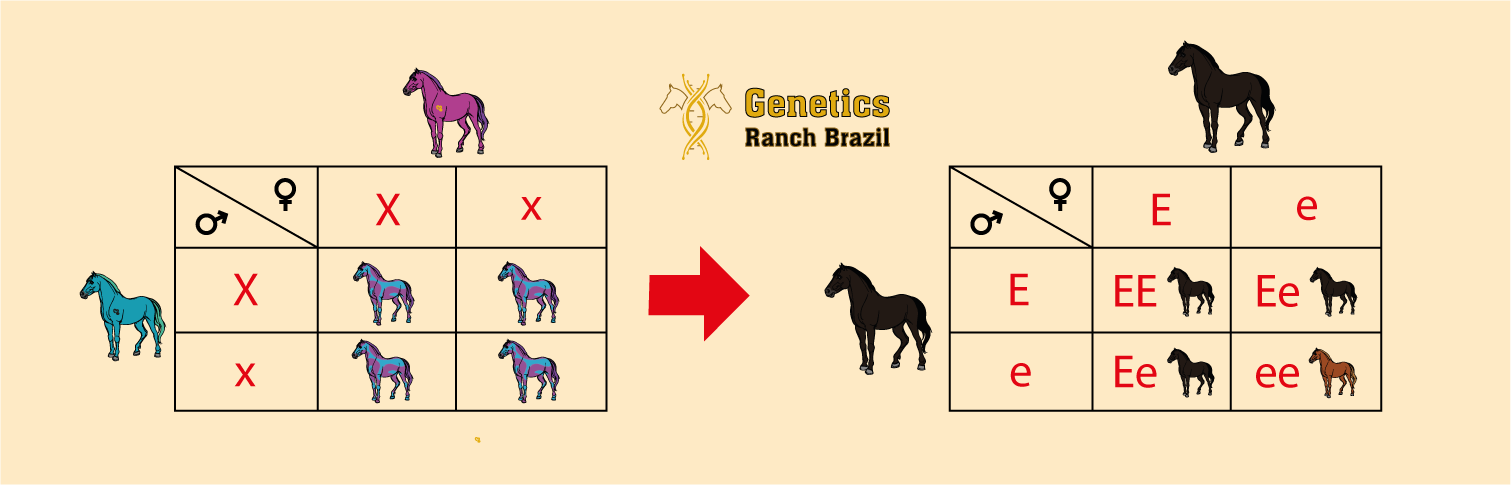 Genetics
Ranch Brazil
♀ X x
♂
X
x
♀ E e
♂
E EE Ee
e Ee ee